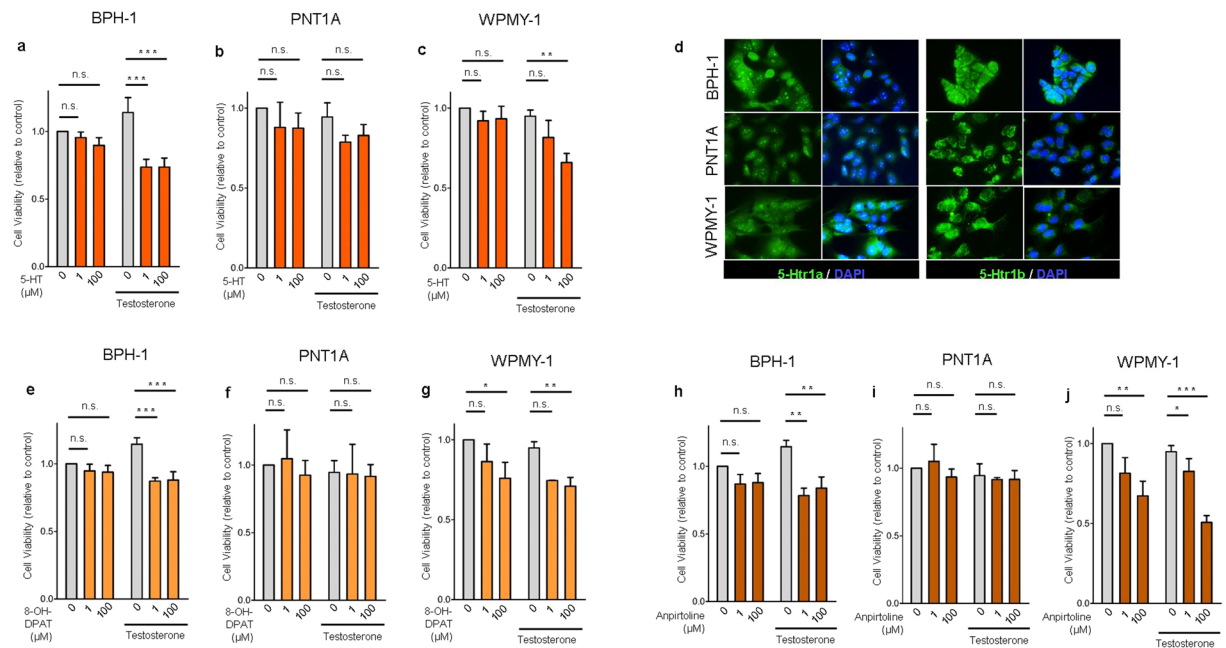 BPH-1
PNT1A
WPMY-1
a
n.s.
n.s.
* * *
* * *
Cell Viability (relative to control)
1.0
0.5
0.0
0
1
100
0
1
100
5-HT
(µM)
Testosterone
b
n.s.
n.s.
n.s.
n.s.
Cell Viability (relative to control)
1.0
0.5
0.0
0
1
100
0
1
100
5-HT
(µM)
Testosterone
c
n.s.
n.s.
* *
n.s.
Cell Viability (relative to control)
1.0
0.5
0.0
0
1
100
0
1
100
5-HT
(µM)
Testosterone
d
BPH-1
PNT1A
WPMY-1
5-Htr1a / DAPI
5-Htr1b / DAPI
BPH-1
PNT1A
WPMY-1
e
n.s.
n.s.
* * *
* * *
Cell Viability (relative to control)
1.0
0.5
0.0
0
1
100
0
1
100
8-OH-
DPAT
(µM)
Testosterone
f
n.s.
n.s.
n.s.
n.s.
Cell Viability (relative to control)
1.0
0.5
0.0
0
1
100
0
1
100
8-OH-
DPAT
(µM)
Testosterone
g
*
n.s.
* *
n.s.
Cell Viability (relative to control)
1.0
0.5
0.0
0
1
100
0
1
100
8-OH-
DPAT
(µM)
Testosterone
BPH-1
PNT1A
WPMY-1
h
n.s.
n.s.
* *
* *
Cell Viability (relative to control)
1.0
0.5
0.0
0
1
100
0
1
100
Anpirtoline
(µM)
Testosterone
i
n.s.
n.s.
n.s.
n.s.
Cell Viability (relative to control)
1.0
0.5
0.0
0
1
100
0
1
100
Anpirtoline
(µM)
Testosterone
j
* *
n.s.
* * *
*
Cell Viability (relative to control)
1.0
0.5
0.0
0
1
100
0
1
100
Anpirtoline
(µM)
Testosterone